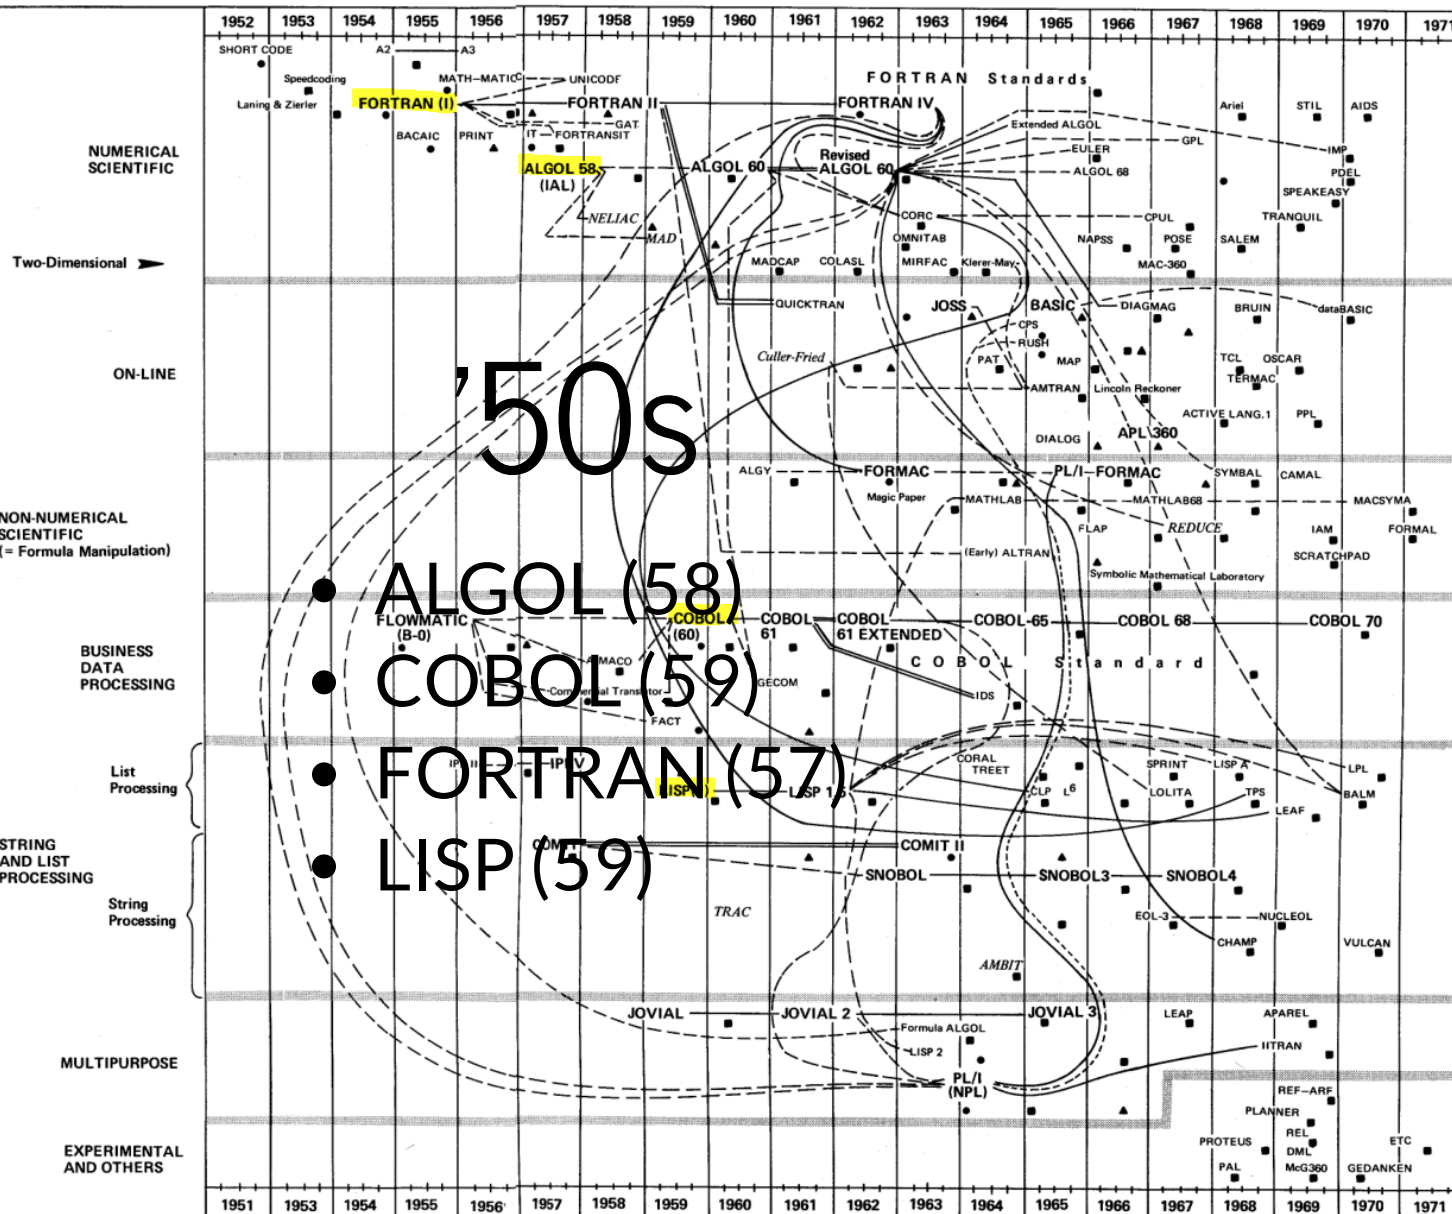 1952 1953 1954 1955 1956 1957 1958 1959 1960 1961 1962 1963 1964 1965 1966 1967 1968 1969 1970 1971
SHORT CODE A2 A3
Speedcoding MATH-MATIC UNICODE FORTRAN Standards
Laning & Zierler FORTRAN (I) FORTRAN II FORTRAN IV Ariel STIL AIDS
GAT Extended ALGOL
BACAIC PRINT IT FORTRANSIT GPL
NUMERICAL
SCIENTIFIC
EULER IMP
ALGOL 58 ALGOL 60 Revised
ALGOL 60 ALGOL 68 PDEL
(IAL)
SPEAKEASY
NELIAC CORC CPUL TRANQUIL
MAD OMNITAB NAPSS POSE SALEM
Two-Dimensional MADCAP COLASL MIRFAC Klerer-May MAC-360
QUICKTRAN JOSS BASIC DIAGMAG BRUIN dataBASIC
CPS
RUSH
Culler-Fried PAT MAP TCL OSCAR
ON-LINE
TERMAC
AMTRAN Lincoln Reckoner
ACTIVE LANG.1 PPL
DIALOG APL 360
’50s
ALGY FORMAC PL/I-FORMAC SYMBAL CAMAL
Magic Paper MATHLAB MATHLAB68 MACSYMA
NON-NUMERICAL
SCIENTIFIC
(= Formula Manipulation)
FLAP REDUCE IAM FORMAL
(Early) ALTRAN SCRATCHPAD
Symbolic Mathematical Laboratory
• ALGOL (58)
FLOWMATIC
(B-0)
COBOL
(60)
COBOL
61
COBOL
61 EXTENDED
COBOL-65 COBOL 68 COBOL 70
BUSINESS
DATA
PROCESSING
COBOL Standard
• COBOL (59)
GECOM IDS
FACT
List
Processing
CORAL
TREET SPRINT LISP A LPL
• FORTRAN (57)
CLP L6 LOLITA TPS BALM
LEAF
STRING
AND LIST
PROCESSING
COMIT II
• LISP (59)
SNOBOL SNOBOL3 SNOBOL4
String
Processing
TRAC EOL-3 NUCLEOL
CHAMP VULCAN
AMBIT
JOVIAL JOVIAL 2 JOVIAL 3 LEAP APAREL
Formula ALGOL
LISP 2 IITRAN
MULTIPURPOSE
PL/I
(NPL)
REF-ARF
PLANNER
REL
EXPERIMENTAL
AND OTHERS
PROTEUS DML ETC
PAL McG360 GEDANKEN
1951 1953 1954 1955 1956 1957 1958 1959 1960 1961 1962 1963 1964 1965 1966 1967 1968 1969 1970 1971